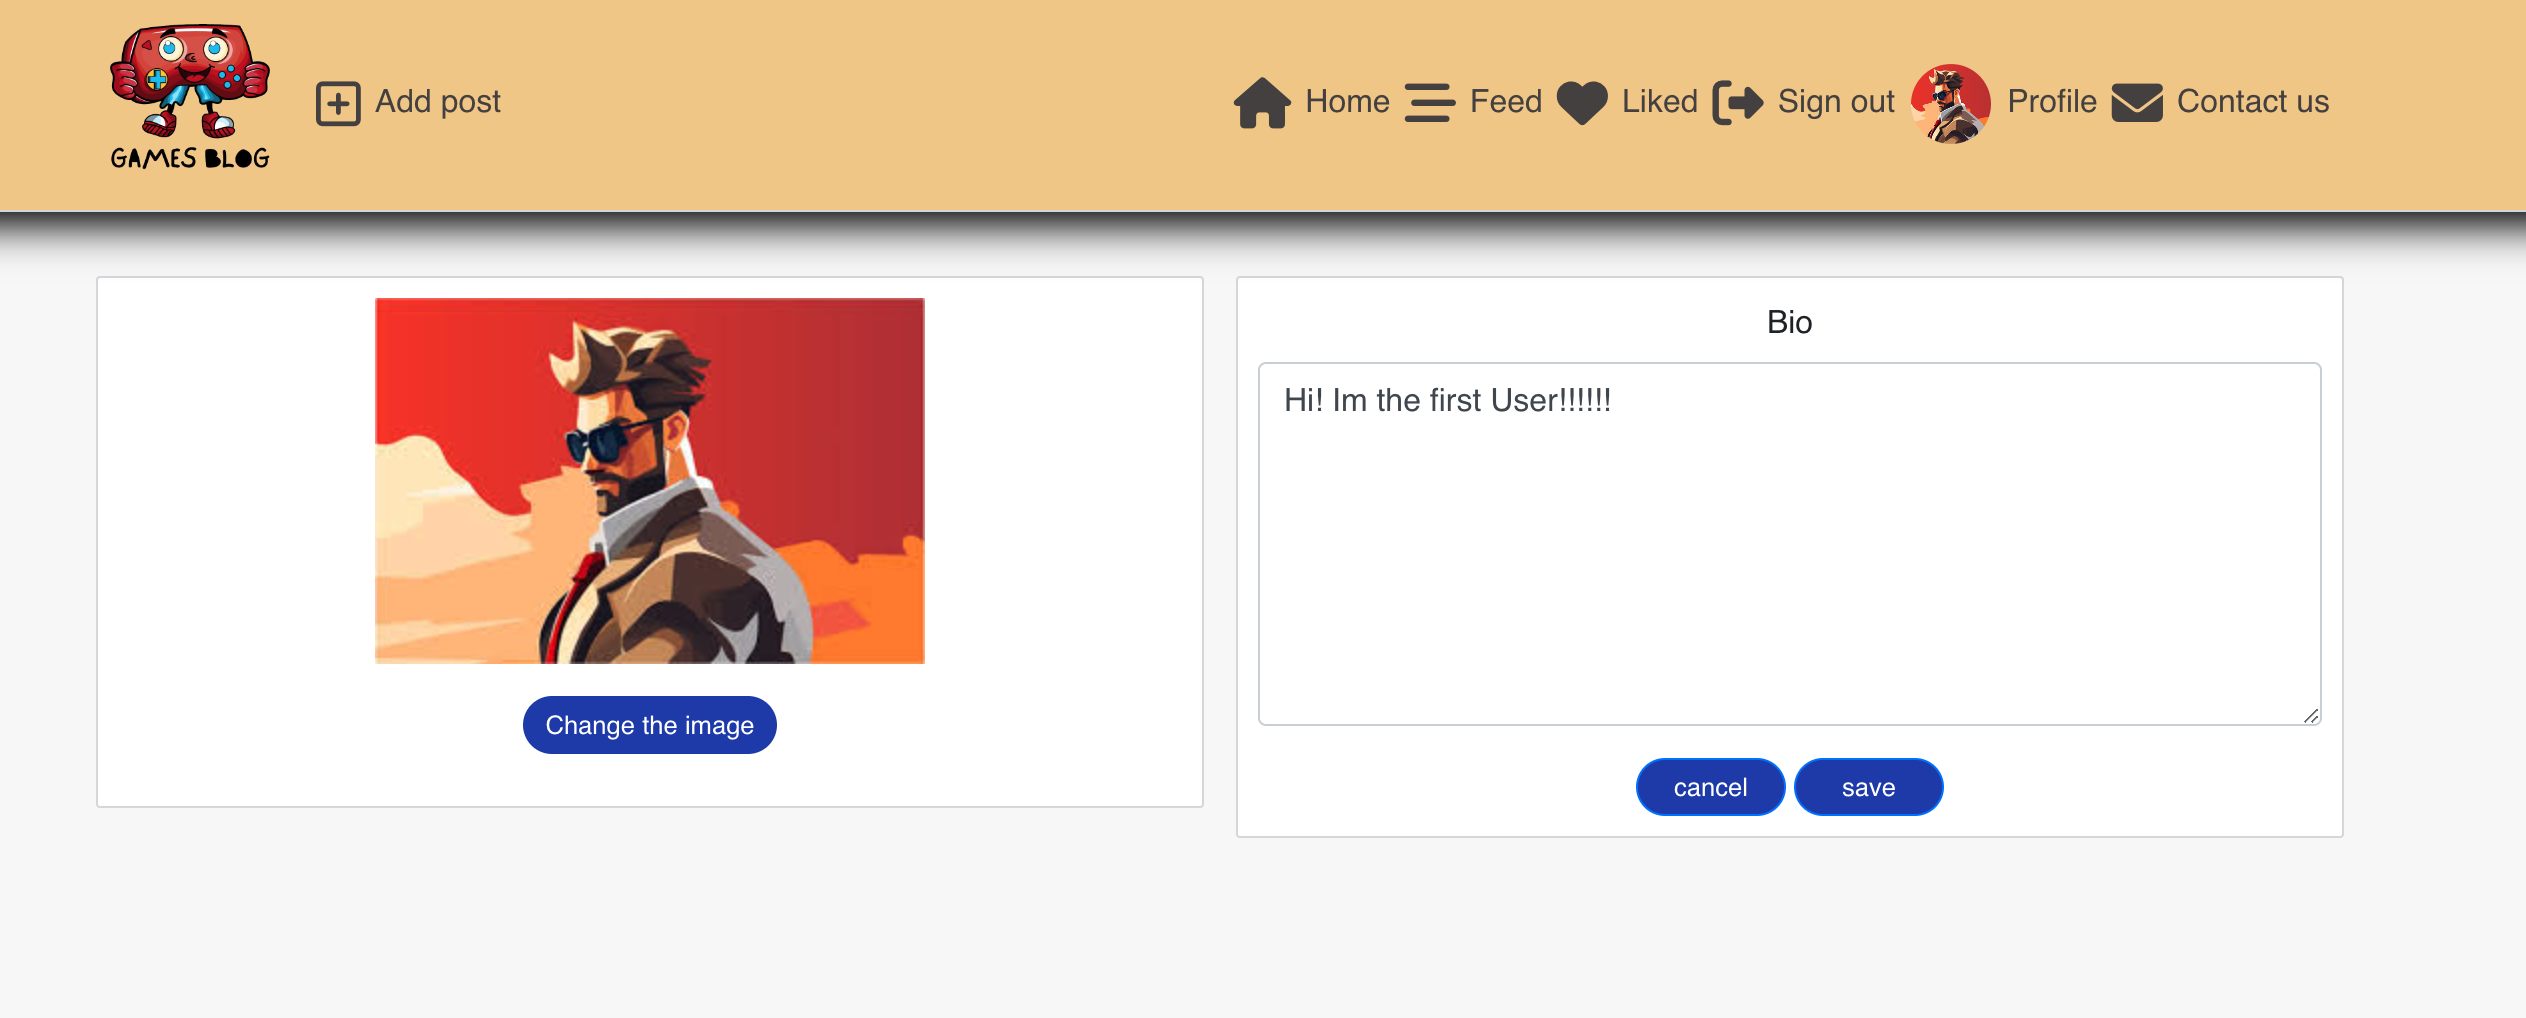 GAMES BLOG
Add post
Home Feed Liked Sign out Profile Contact us
Change the image
Bio
Hi! Im the first User!!!!!!
cancel save